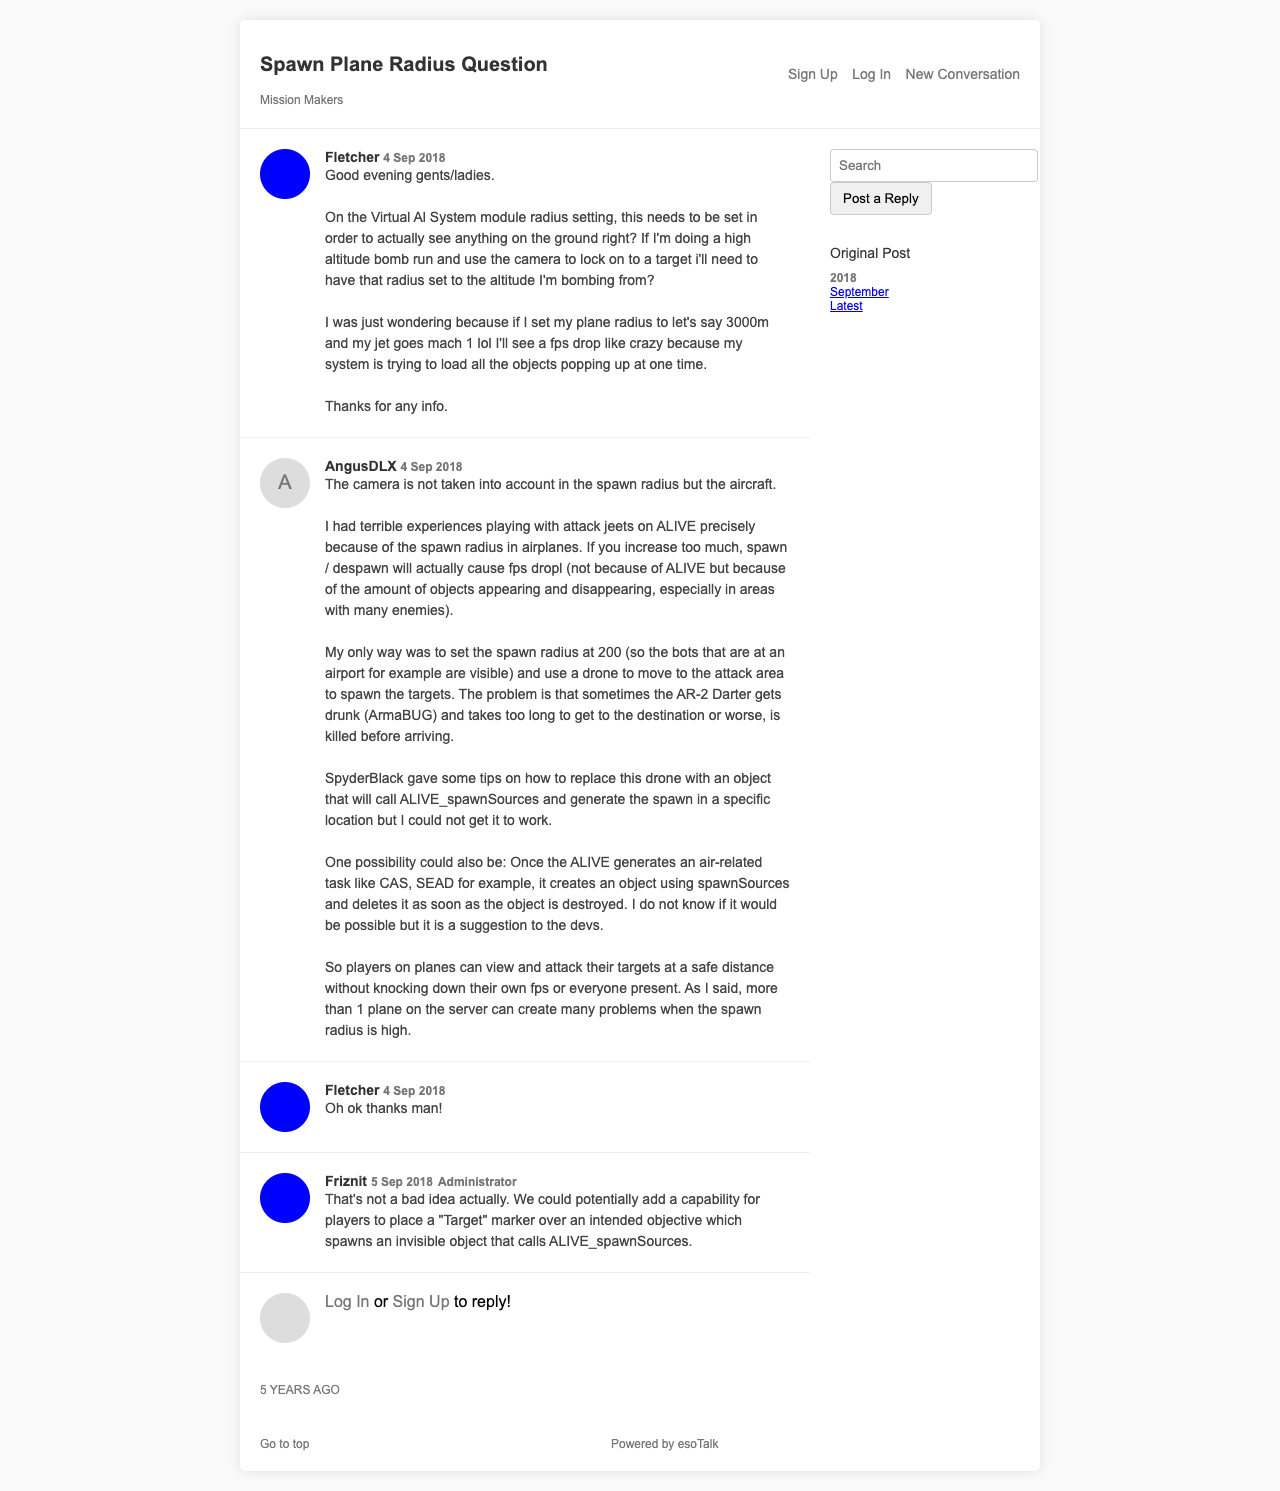 Spawn Plane Radius Question
Sign Up Log In New Conversation
Mission Makers
Fletcher 4 Sep 2018
Good evening gents/ladies.
On the Virtual AI System module radius setting, this needs to be set in
order to actually see anything on the ground right? If I'm doing a high
altitude bomb run and use the camera to lock on to a target i'll need to
have that radius set to the altitude I'm bombing from?
I was just wondering because if I set my plane radius to let's say 3000m
and my jet goes mach 1 lol I'll see a fps drop like crazy because my
system is trying to load all the objects popping up at one time.
Thanks for any info.
A
AngusDLX 4 Sep 2018
The camera is not taken into account in the spawn radius but the aircraft.
I had terrible experiences playing with attack jeets on ALIVE precisely
because of the spawn radius in airplanes. If you increase too much, spawn
/ despawn will actually cause fps dropl (not because of ALIVE but because
of the amount of objects appearing and disappearing, especially in areas
with many enemies).
My only way was to set the spawn radius at 200 (so the bots that are at an
airport for example are visible) and use a drone to move to the attack area
to spawn the targets. The problem is that sometimes the AR-2 Darter gets
drunk (ArmaBUG) and takes too long to get to the destination or worse, is
killed before arriving.
SpyderBlack gave some tips on how to replace this drone with an object
that will call ALIVE_spawnSources and generate the spawn in a specific
location but I could not get it to work.
One possibility could also be: Once the ALIVE generates an air-related
task like CAS, SEAD for example, it creates an object using spawnSources
and deletes it as soon as the object is destroyed. I do not know if it would
be possible but it is a suggestion to the devs.
So players on planes can view and attack their targets at a safe distance
without knocking down their own fps or everyone present. As I said, more
than 1 plane on the server can create many problems when the spawn
radius is high.
Fletcher 4 Sep 2018
Oh ok thanks man!
Friznit 5 Sep 2018 Administrator
That's not a bad idea actually. We could potentially add a capability for
players to place a "Target" marker over an intended objective which
spawns an invisible object that calls ALIVE_spawnSources.
Log In or Sign Up to reply!
5 YEARS AGO
Search
Post a Reply
Original Post
2018
September
Latest
Go to top
Powered by esoTalk